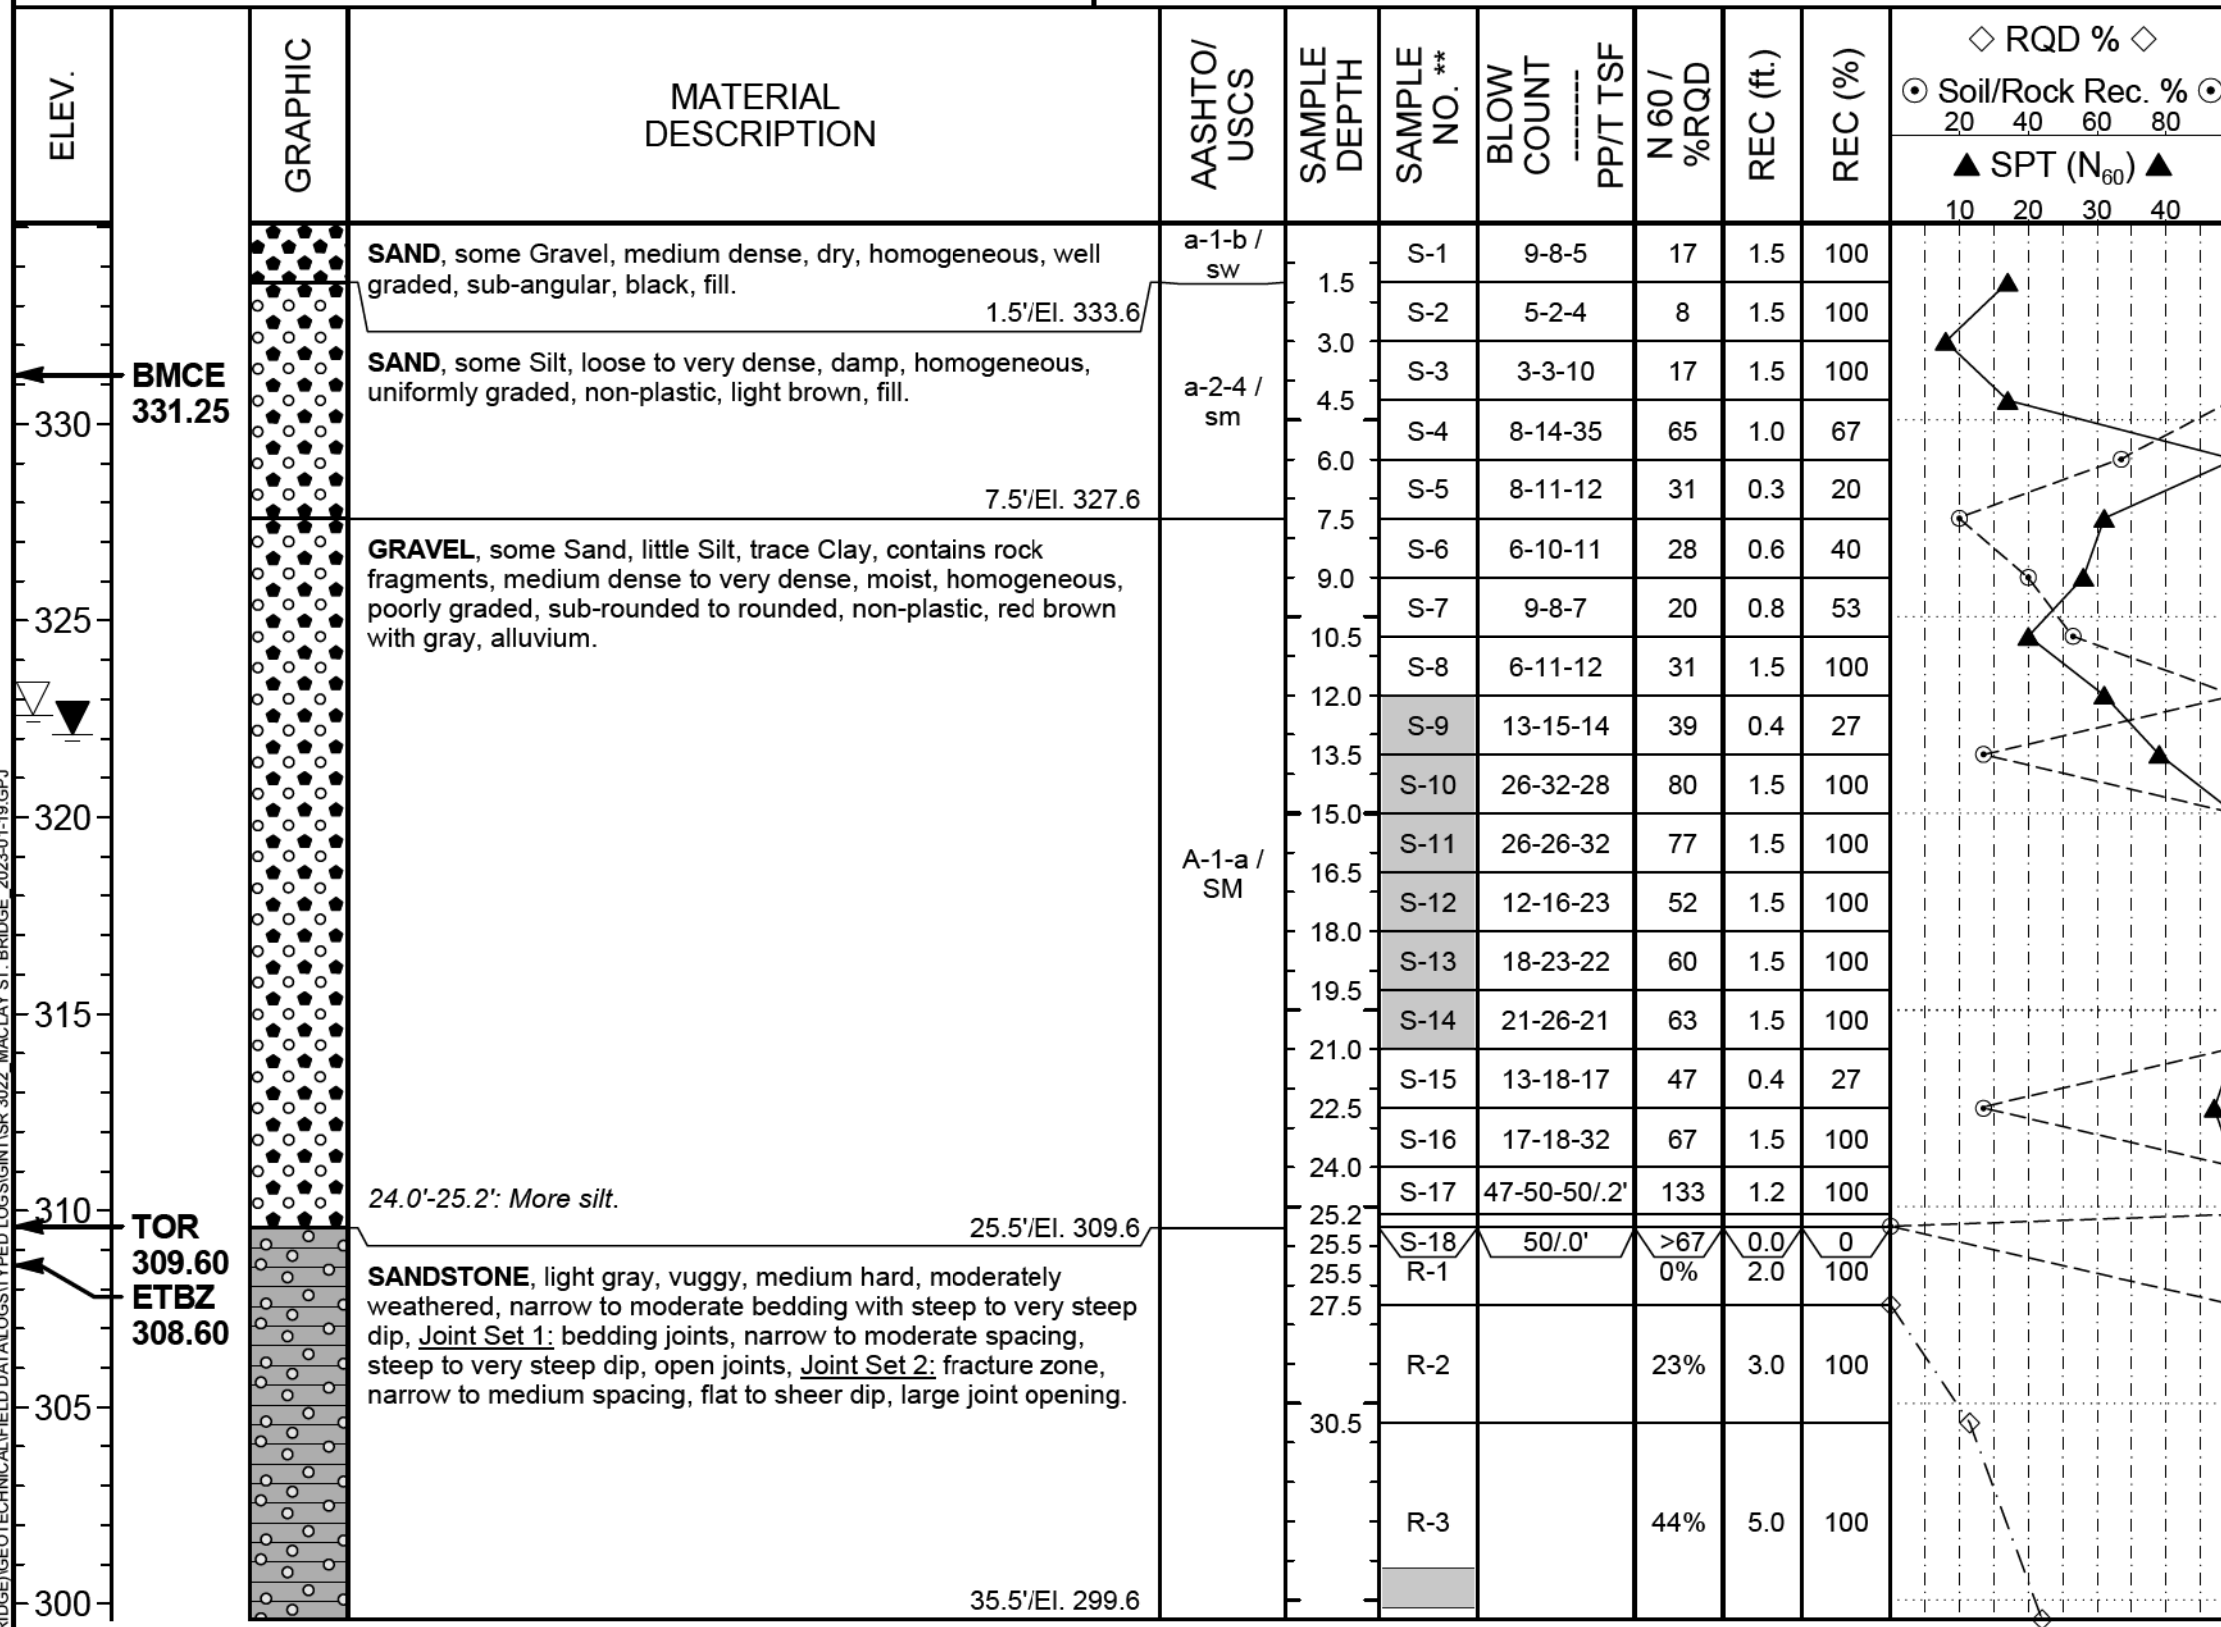 ELEV.
GRAPHIC
MATERIAL
DESCRIPTION
AASHTO/
USCS
SAMPLE
DEPTH
SAMPLE
NO. **
BLOW
COUNT
----------
PP/T TSF
N 60 /
%RQD
REC (ft.)
REC (%)
◇ RQD % ◇
Soil/Rock Rec. %
20 40 60 80
▲ SPT (N60) ▲
10 20 30 40
SAND, some Gravel, medium dense, dry, homogeneous, well
graded, sub-angular, black, fill.
1.5'/El. 333.6
a-1-b /
sw
SAND, some Silt, loose to very dense, damp, homogeneous,
uniformly graded, non-plastic, light brown, fill.
7.5'/El. 327.6
a-2-4 /
sm
GRAVEL, some Sand, little Silt, trace Clay, contains rock
fragments, medium dense to very dense, moist, homogeneous,
poorly graded, sub-rounded to rounded, non-plastic, red brown
with gray, alluvium.
24.0'-25.2': More silt.
25.5'/El. 309.6
A-1-a /
SM
SANDSTONE, light gray, vuggy, medium hard, moderately
weathered, narrow to moderate bedding with steep to very steep
dip, Joint Set 1: bedding joints, narrow to moderate spacing,
steep to very steep dip, open joints, Joint Set 2: fracture zone,
narrow to medium spacing, flat to sheer dip, large joint opening.
35.5'/El. 299.6
BMCE
331.25
330
325
320
315
310
TOR
309.60
ETBZ
308.60
305
300
S-1 9-8-5 17 1.5 100
1.5
S-2 5-2-4 8 1.5 100
3.0
S-3 3-3-10 17 1.5 100
4.5
S-4 8-14-35 65 1.0 67
6.0
S-5 8-11-12 31 0.3 20
7.5
S-6 6-10-11 28 0.6 40
9.0
S-7 9-8-7 20 0.8 53
10.5
S-8 6-11-12 31 1.5 100
12.0
S-9 13-15-14 39 0.4 27
13.5
S-10 26-32-28 80 1.5 100
15.0
S-11 26-26-32 77 1.5 100
16.5
S-12 12-16-23 52 1.5 100
18.0
S-13 18-23-22 60 1.5 100
19.5
S-14 21-26-21 63 1.5 100
21.0
S-15 13-18-17 47 0.4 27
22.5
S-16 17-18-32 67 1.5 100
24.0
S-17 47-50-50/.2' 133 1.2 100
25.2
S-18 50/.0' >67 0.0 0
25.5
R-1 0% 2.0 100
25.5
27.5
R-2 23% 3.0 100
30.5
R-3 44% 5.0 100